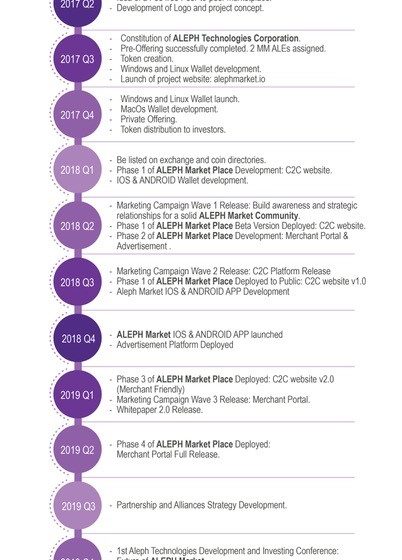 2017 Q2
Development of Logo and project concept.
2017 Q3
Constitution of ALEPH Technologies Corporation.
Pre-Offering successfully completed. 2 MM ALEs assigned.
Token creation.
Windows and Linux Wallet development.
Launch of project website: alephmarket.io
2017 Q4
Windows and Linux Wallet launch.
MacOs Wallet development.
Private Offering.
Token distribution to investors.
2018 Q1
Be listed on exchange and coin directories.
Phase 1 of ALEPH Market Place Development: C2C website.
IOS & ANDROID Wallet development.
2018 Q2
Marketing Campaign Wave 1 Release: Build awareness and strategic
relationships for a solid ALEPH Market Community.
Phase 1 of ALEPH Market Place Beta Version Deployed: C2C website.
Phase 2 of ALEPH Market Place Development: Merchant Portal &
Advertisement .
2018 Q3
Marketing Campaign Wave 2 Release: C2C Platform Release
Phase 1 of ALEPH Market Place Deployed to Public: C2C website v1.0
Aleph Market IOS & ANDROID APP Development
2018 Q4
ALEPH Market IOS & ANDROID APP launched
Advertisement Platform Deployed
2019 Q1
Phase 3 of ALEPH Market Place Deployed: C2C website v2.0
(Merchant Friendly)
Marketing Campaign Wave 3 Release: Merchant Portal.
Whitepaper 2.0 Release.
2019 Q2
Phase 4 of ALEPH Market Place Deployed:
Merchant Portal Full Release.
2019 Q3
Partnership and Alliances Strategy Development.
1st Aleph Technologies Development and Investing Conference: